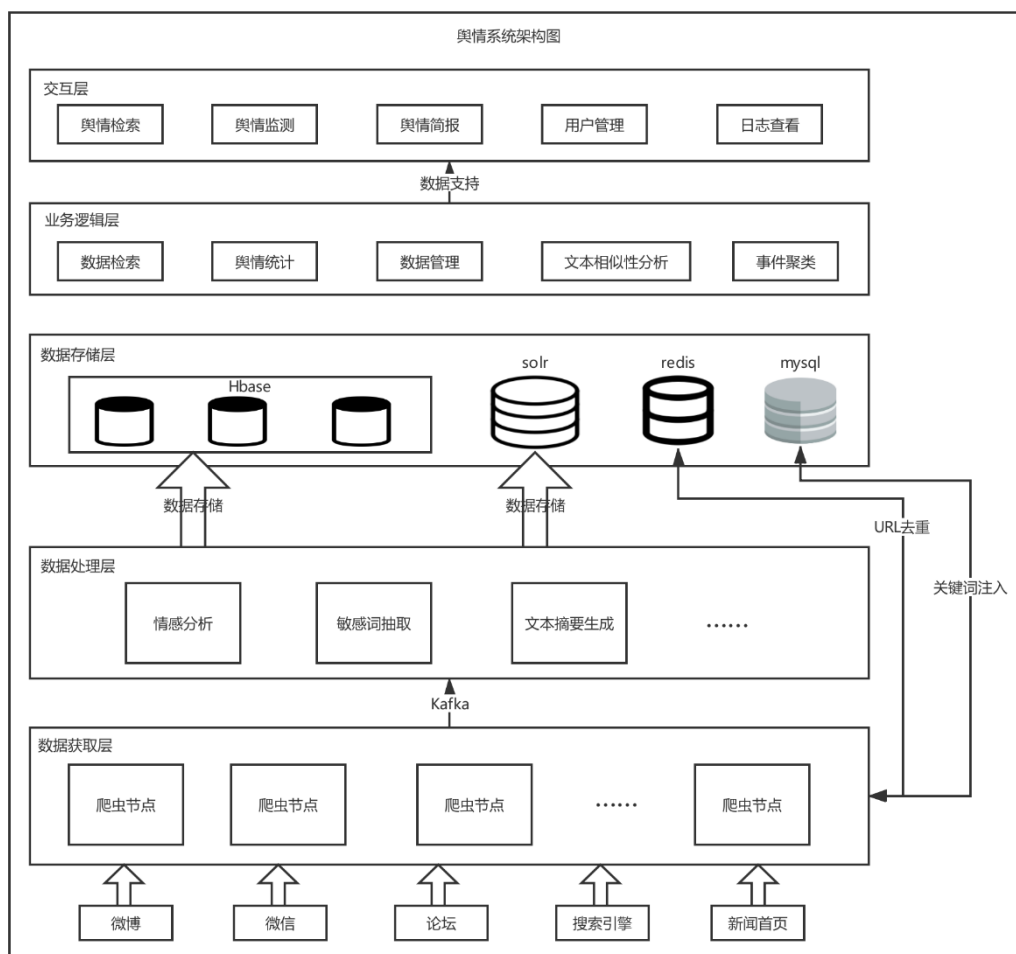 舆情系统架构图
交互层
舆情检索
舆情监测
舆情简报
用户管理
日志查看
数据支持
业务逻辑层
数据检索
舆情统计
数据管理
文本相似性分析
事件聚类
数据存储层
Hbase
solr
redis
mysql
数据存储
数据存储
URL去重
关键词注入
数据处理层
情感分析
敏感词抽取
文本摘要生成
……
Kafka
数据获取层
爬虫节点
爬虫节点
爬虫节点
……
爬虫节点
微博
微信
论坛
搜索引擎
新闻首页